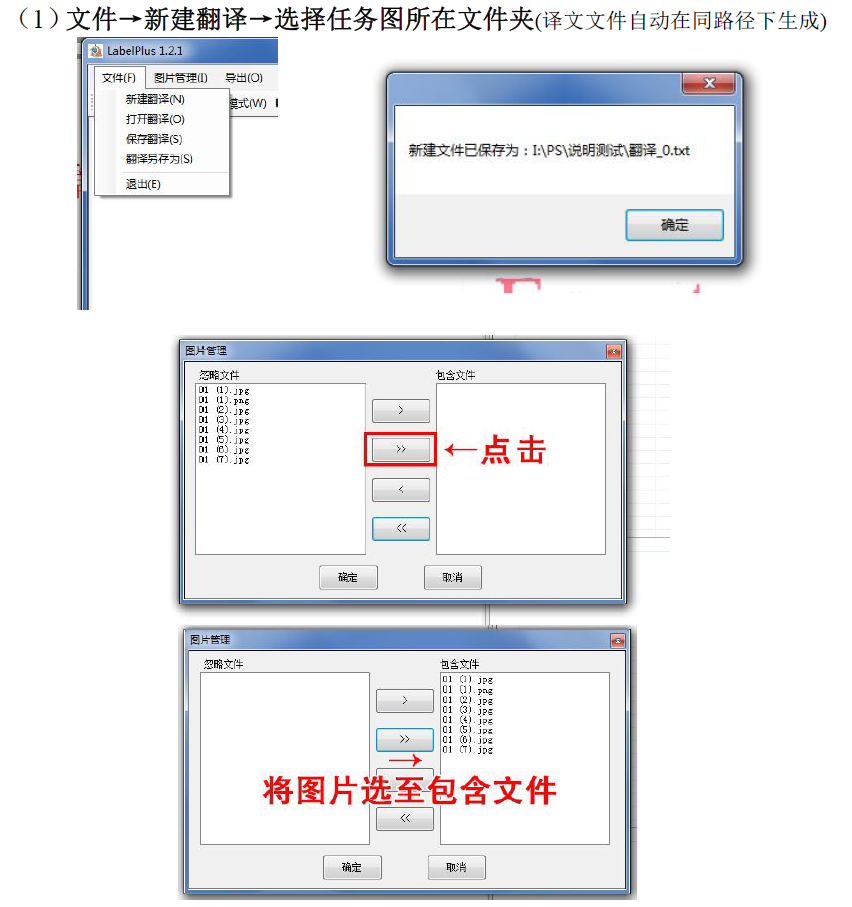 （1）文件→新建翻译→选择任务图所在文件夹(译文文件自动在同路径下生成)
LabelPlus 1.2.1
文件(F) 图片管理(I) 导出(O)
新建翻译(N)
模式(W)
打开翻译(O)
保存翻译(S)
翻译另存为(S)
退出(E)
新建文件已保存为：I:\PS\说明测试\翻译_0.txt
确定
图片管理
忽略文件
包含文件
01 (1).jpg
01 (1).png
01 (2).jpg
01 (3).jpg
01 (4).jpg
01 (5).jpg
01 (6).jpg
01 (7).jpg
>
>>
←点击
<
<<
确定
取消
图片管理
忽略文件
包含文件
01 (1).jpg
01 (1).png
01 (2).jpg
01 (3).jpg
01 (4).jpg
01 (5).jpg
01 (6).jpg
01 (7).jpg
>
>>
→
将图片选至包含文件
<<
确定
取消